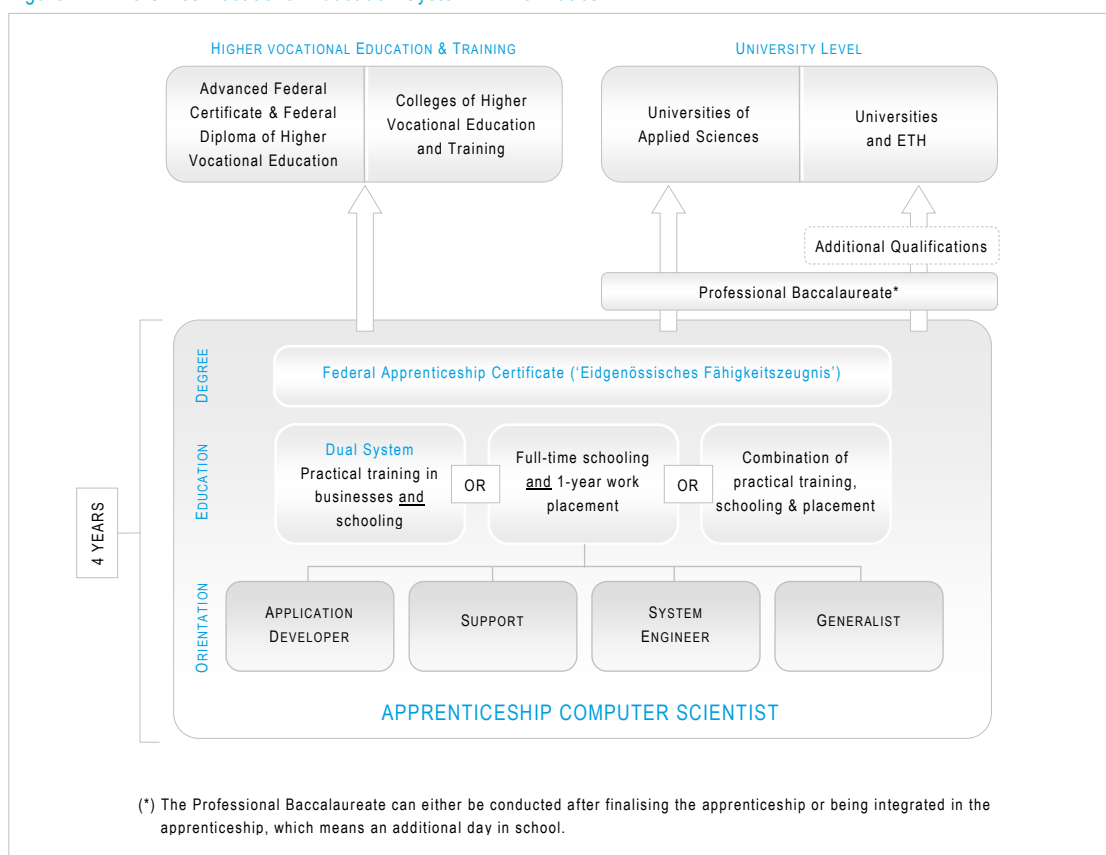 HIGHER VOCATIONAL EDUCATION & TRAINING
UNIVERSITY LEVEL
Advanced Federal
Certificate & Federal
Diploma of Higher
Vocational Education
Colleges of Higher
Vocational Education
and Training
Universities of
Applied Sciences
Universities
and ETH
Additional Qualifications
Professional Baccalaureate*
4 YEARS
DEGREE
Federal Apprenticeship Certificate (‘Eidgenössisches Fähigkeitszeugnis’)
EDUCATION
Dual System
Practical training in
businesses and
schooling
OR
Full-time schooling
and 1-year work
placement
OR
Combination of
practical training,
schooling & placement
ORIENTATION
APPLICATION
DEVELOPER
SUPPORT
SYSTEM
ENGINEER
GENERALIST
APPRENTICESHIP COMPUTER SCIENTIST
(*) The Professional Baccalaureate can either be conducted after finalising the apprenticeship or being integrated in the
apprenticeship, which means an additional day in school.